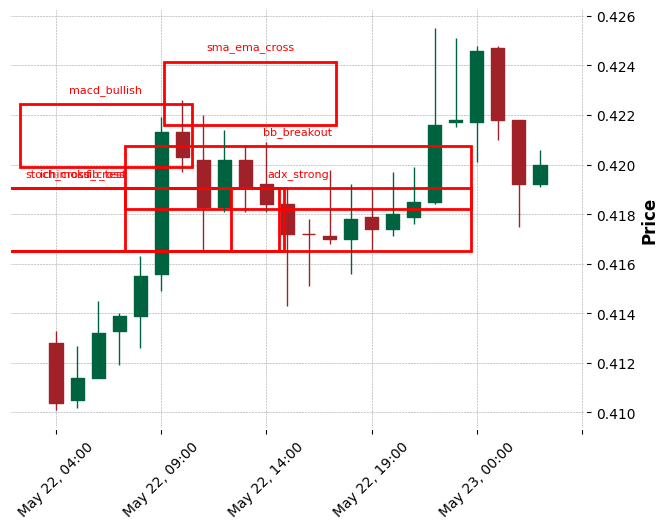 0.426
sma_ema_cross
0.424
macd_bullish
0.422
bb_breakout
0.420
adx_strong
0.418
0.416
0.414
0.412
0.410
Price
May 22, 04:00
May 22, 09:00
May 22, 14:00
May 22, 19:00
May 23, 00:00